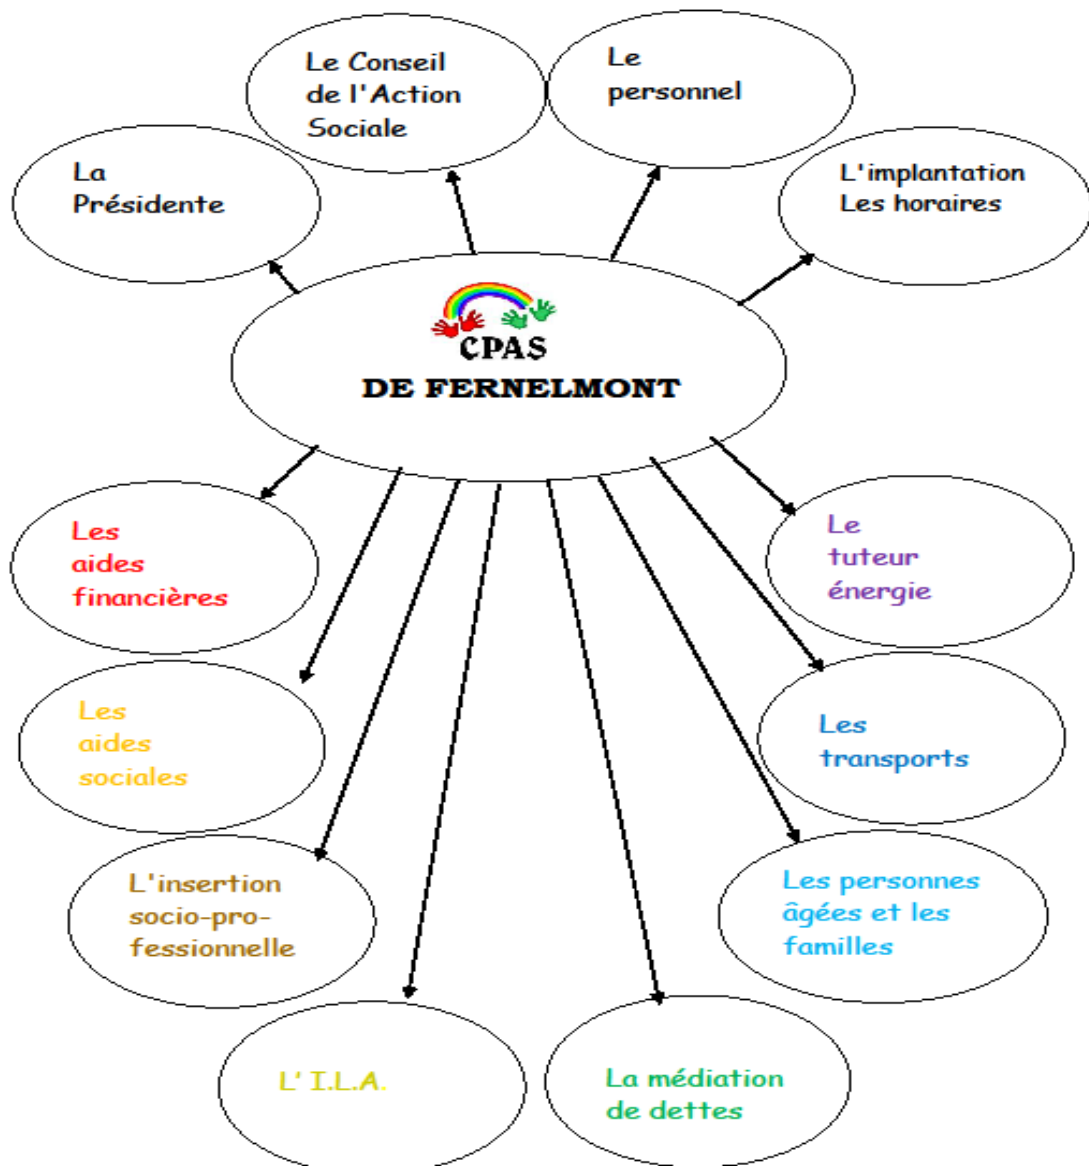 Le Conseil
de l'Action
Sociale
Le
personnel
La
Présidente
L'implantation
Les horaires
CPAS
DE FERNELMONT
Les
aides
financières
Le
tuteur
énergie
Les
aides
sociales
Les
transports
L'insertion
socio-pro-
fessionnelle
Les personnes
âgées et les
familles
L' I.L.A.
La médiation
de dettes